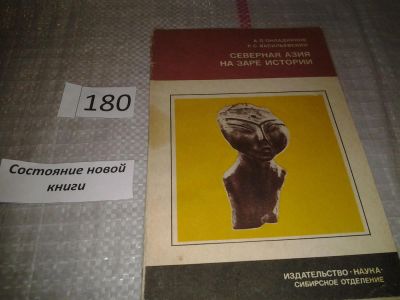 А.П.ОКЛАДНИКОВ
Р.С.ВАСИЛЬЕВСКИЙ
СЕВЕРНАЯ АЗИЯ
НА ЗАРЕ ИСТОРИИ
180
Состояние новой
книги
ИЗДАТЕЛЬСТВО·НАУКА·
СИБИРСКОЕ ОТДЕЛЕНИЕ